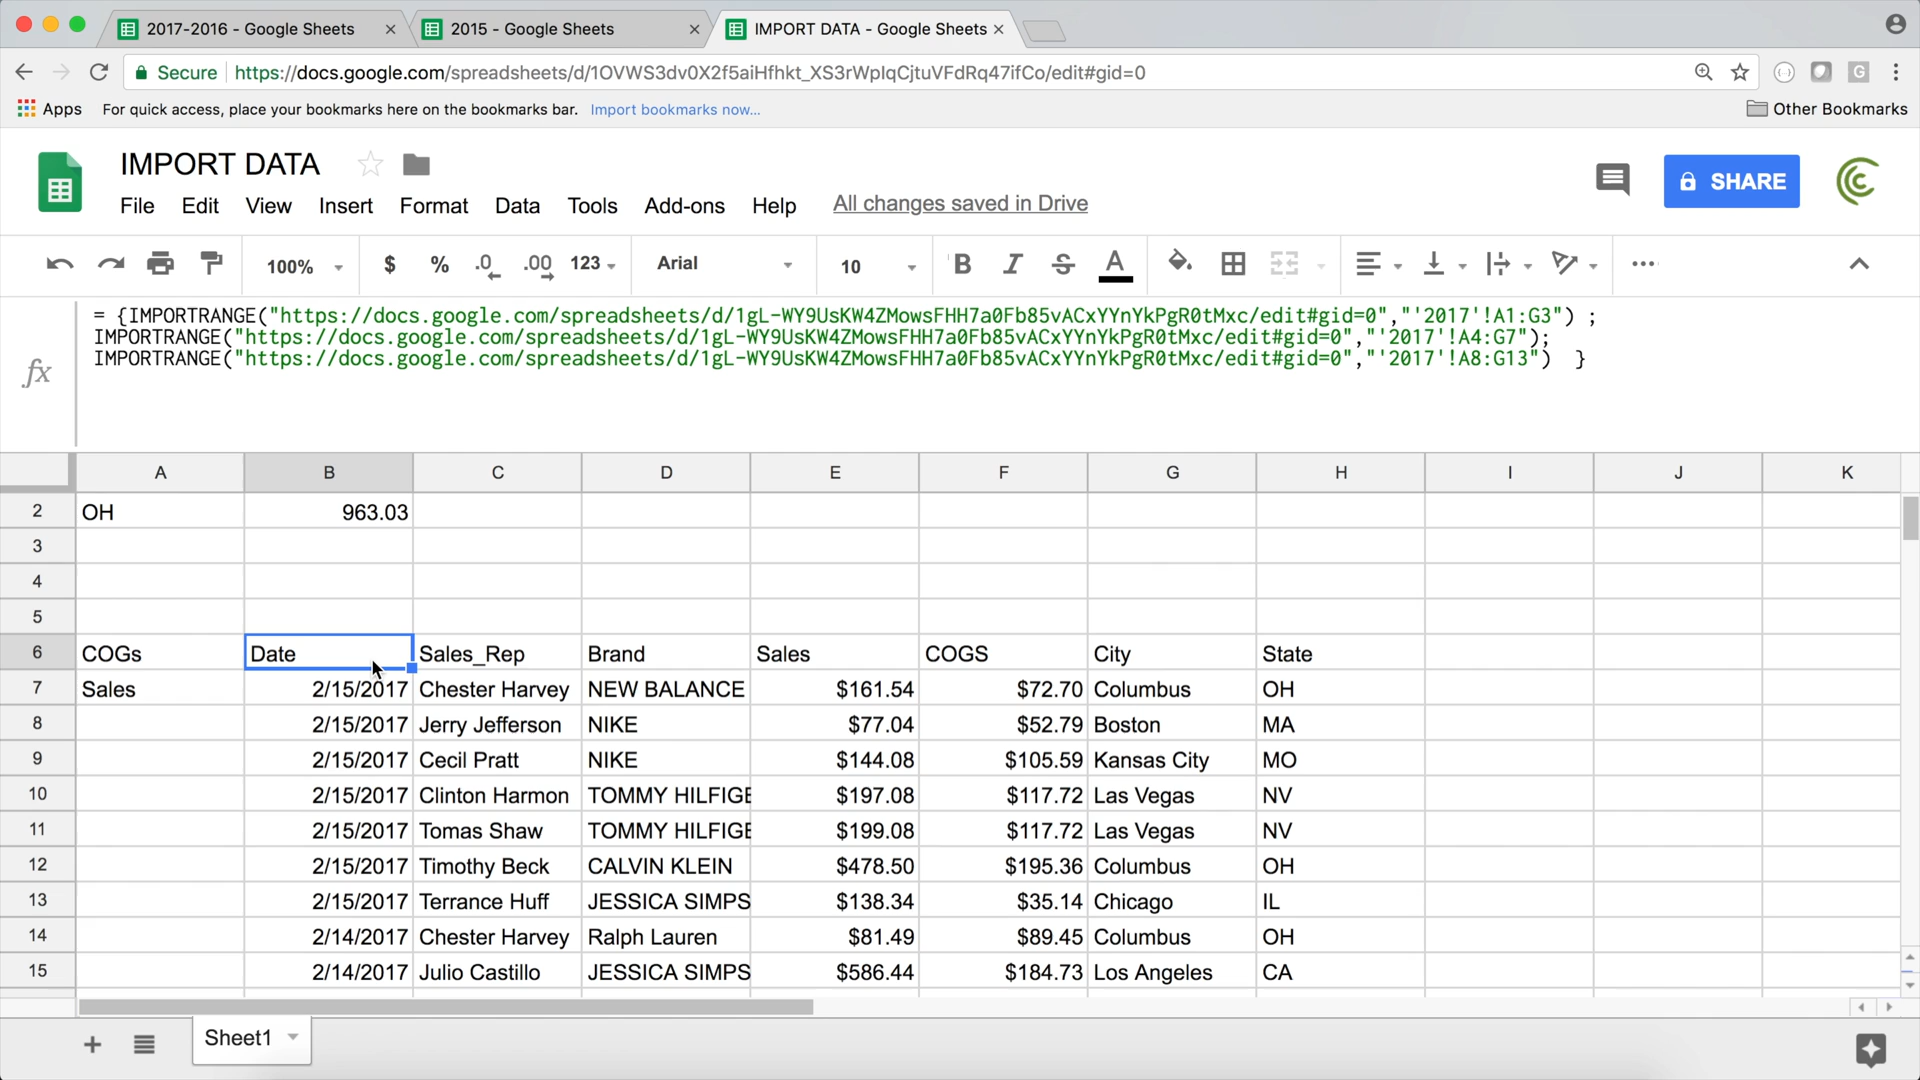 2017-2016 - Google Sheets
2015 - Google Sheets
IMPORT DATA - Google Sheets
Secure
https://docs.google.com/spreadsheets/d/1OVWS3dv0X2f5aiHfhkt_XS3rWpIqCjtuVFdRq47ifCo/edit#gid=0
Apps
For quick access, place your bookmarks here on the bookmarks bar. Import bookmarks now...
Other Bookmarks
IMPORT DATA
File Edit View Insert Format Data Tools Add-ons Help All changes saved in Drive
SHARE
100% $ % .0 .00 123 Arial 10 B I S A
fx
= {IMPORTRANGE("https://docs.google.com/spreadsheets/d/1gL-WY9UsKW4ZMowsFHH7a0Fb85vACxYYnYkPgR0tMxc/edit#gid=0","'2017'!A1:G3") ;
IMPORTRANGE("https://docs.google.com/spreadsheets/d/1gL-WY9UsKW4ZMowsFHH7a0Fb85vACxYYnYkPgR0tMxc/edit#gid=0","'2017'!A4:G7");
IMPORTRANGE("https://docs.google.com/spreadsheets/d/1gL-WY9UsKW4ZMowsFHH7a0Fb85vACxYYnYkPgR0tMxc/edit#gid=0","'2017'!A8:G13") }
A B C D E F G H I J K
2 OH 963.03
3
4
5
6 COGs Date Sales_Rep Brand Sales COGS City State
7 Sales 2/15/2017 Chester Harvey NEW BALANCE $161.54 $72.70 Columbus OH
8 2/15/2017 Jerry Jefferson NIKE $77.04 $52.79 Boston MA
9 2/15/2017 Cecil Pratt NIKE $144.08 $105.59 Kansas City MO
10 2/15/2017 Clinton Harmon TOMMY HILFIGE $197.08 $117.72 Las Vegas NV
11 2/15/2017 Tomas Shaw TOMMY HILFIGE $199.08 $117.72 Las Vegas NV
12 2/15/2017 Timothy Beck CALVIN KLEIN $478.50 $195.36 Columbus OH
13 2/15/2017 Terrance Huff JESSICA SIMPS $138.34 $35.14 Chicago IL
14 2/14/2017 Chester Harvey Ralph Lauren $81.49 $89.45 Columbus OH
15 2/14/2017 Julio Castillo JESSICA SIMPS $586.44 $184.73 Los Angeles CA
Sheet1